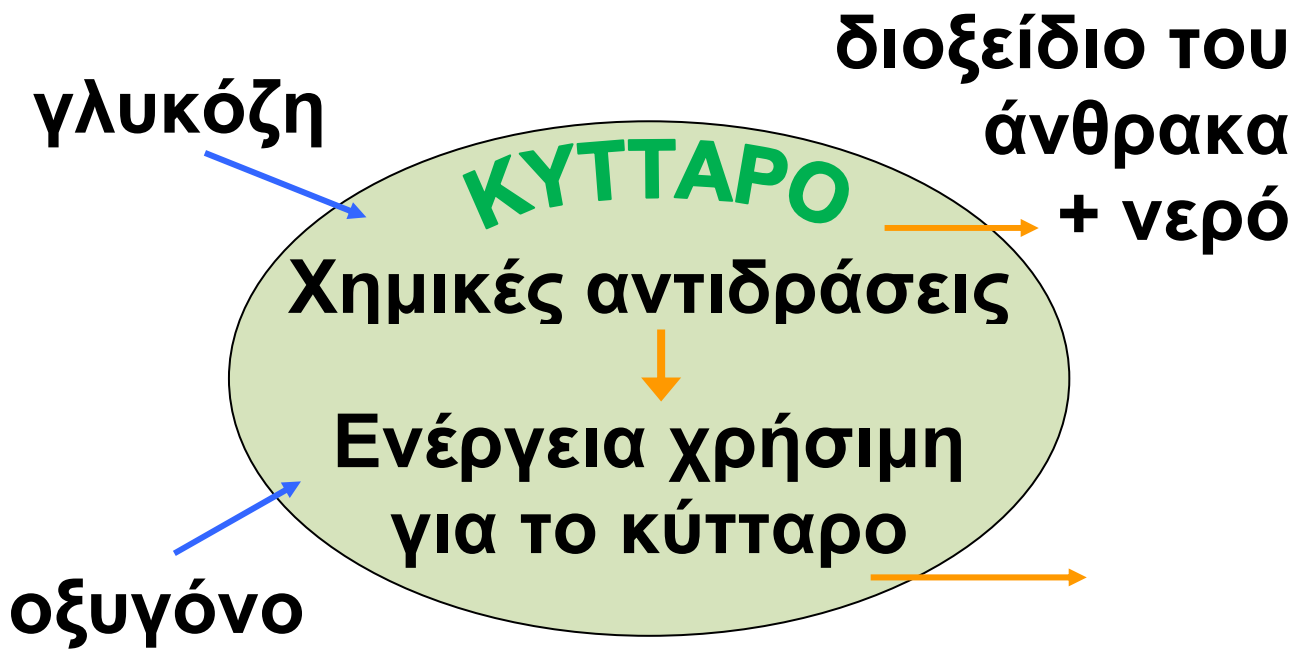 διοξείδιο του
άνθρακα
+ νερό
γλυκόζη
ΚΥΤΤΑΡΟ
Χημικές αντιδράσεις
Ενέργεια χρήσιμη
για το κύτταρο
οξυγόνο